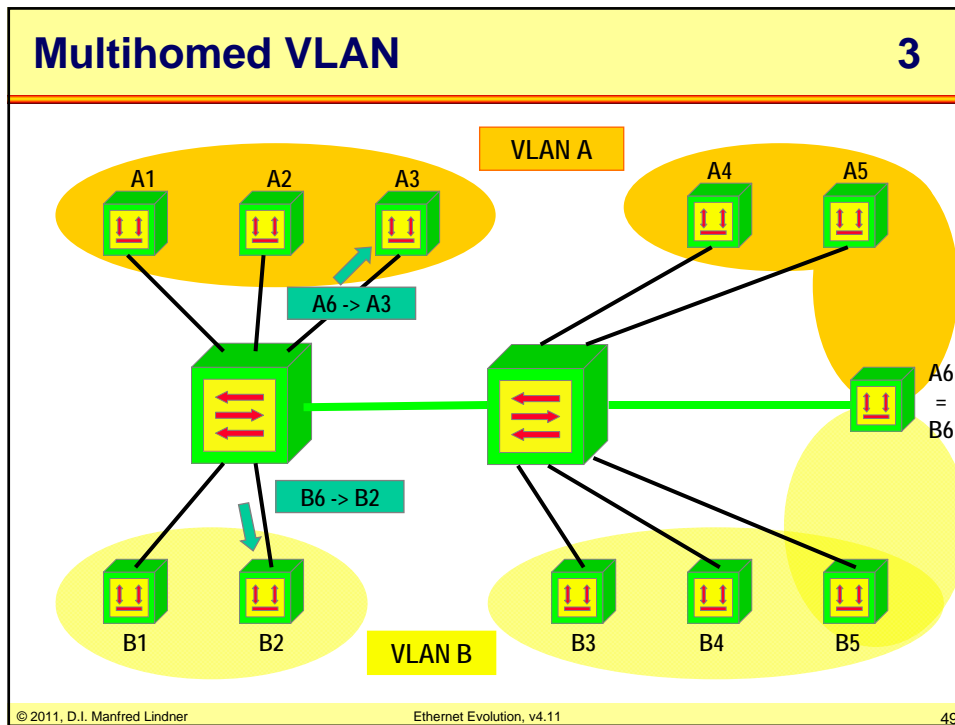 Multihomed VLAN 3
VLAN A
A1 A2 A3 A4 A5
A6 -> A3
A6
=
B6
B6 -> B2
B1 B2 B3 B4 B5
VLAN B
© 2011, D.I. Manfred Lindner Ethernet Evolution, v4.11 49